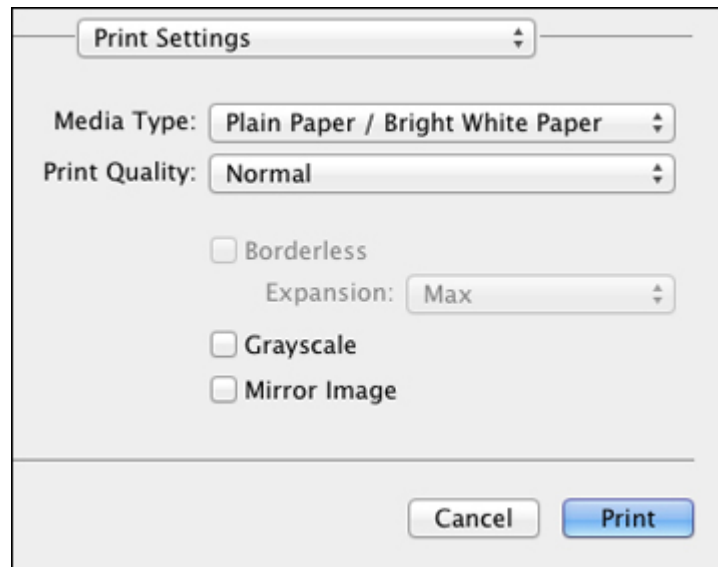 Print Settings
Media Type: Plain Paper / Bright White Paper
Print Quality: Normal
Borderless
Expansion: Max
Grayscale
Mirror Image
Cancel Print